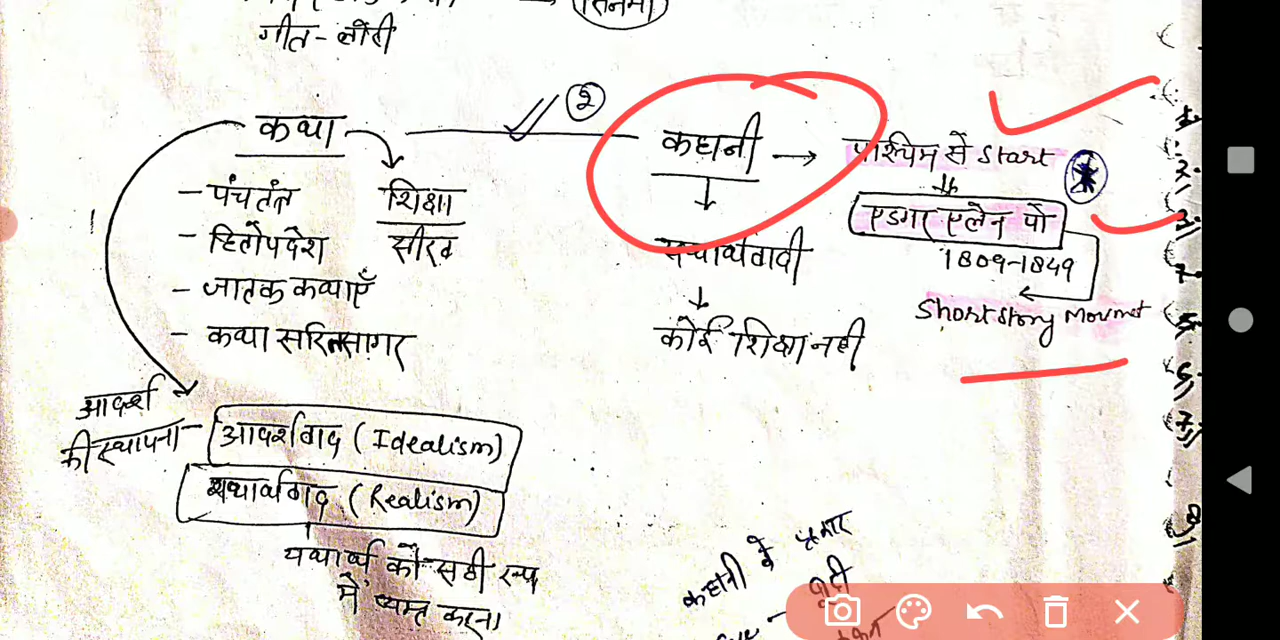 गीत - लोरी
२
कथा
कहानी → पश्चिम से Start
- पंचतंत्र
शिक्षा
एडगर एलेन पो
- हितोपदेश
सीख
यथार्थवादी
1809-1849
- जातक कथाएँ
Short story Movment
- कथा सरित्सागर
कोई शिक्षा नही
आदर्श
की स्थापना -
आदर्शवाद (Idealism)
यथार्थवाद (Realism)
यथार्थ को सही रूप
में व्यक्त करना
कहानी के प्रकार